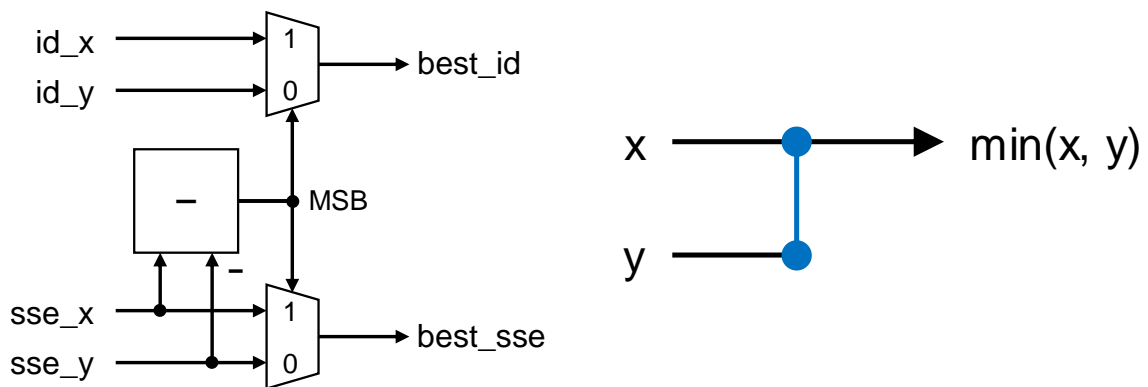 id_x
1
best_id
id_y
0
−
MSB
−
sse_x
1
best_sse
sse_y
0
x
min(x, y)
y